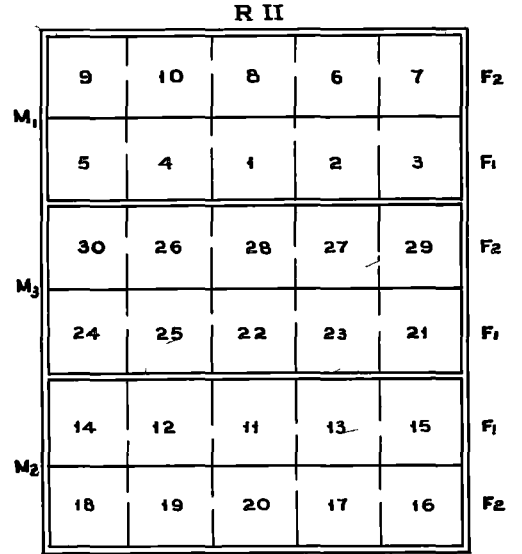 R II
9 10 8 6 7 F2
M1
5 4 1 2 3 F1
30 26 28 27 29 F2
M3
24 25 22 23 21 F1
14 12 11 13 15 F1
M2
18 19 20 17 16 F2